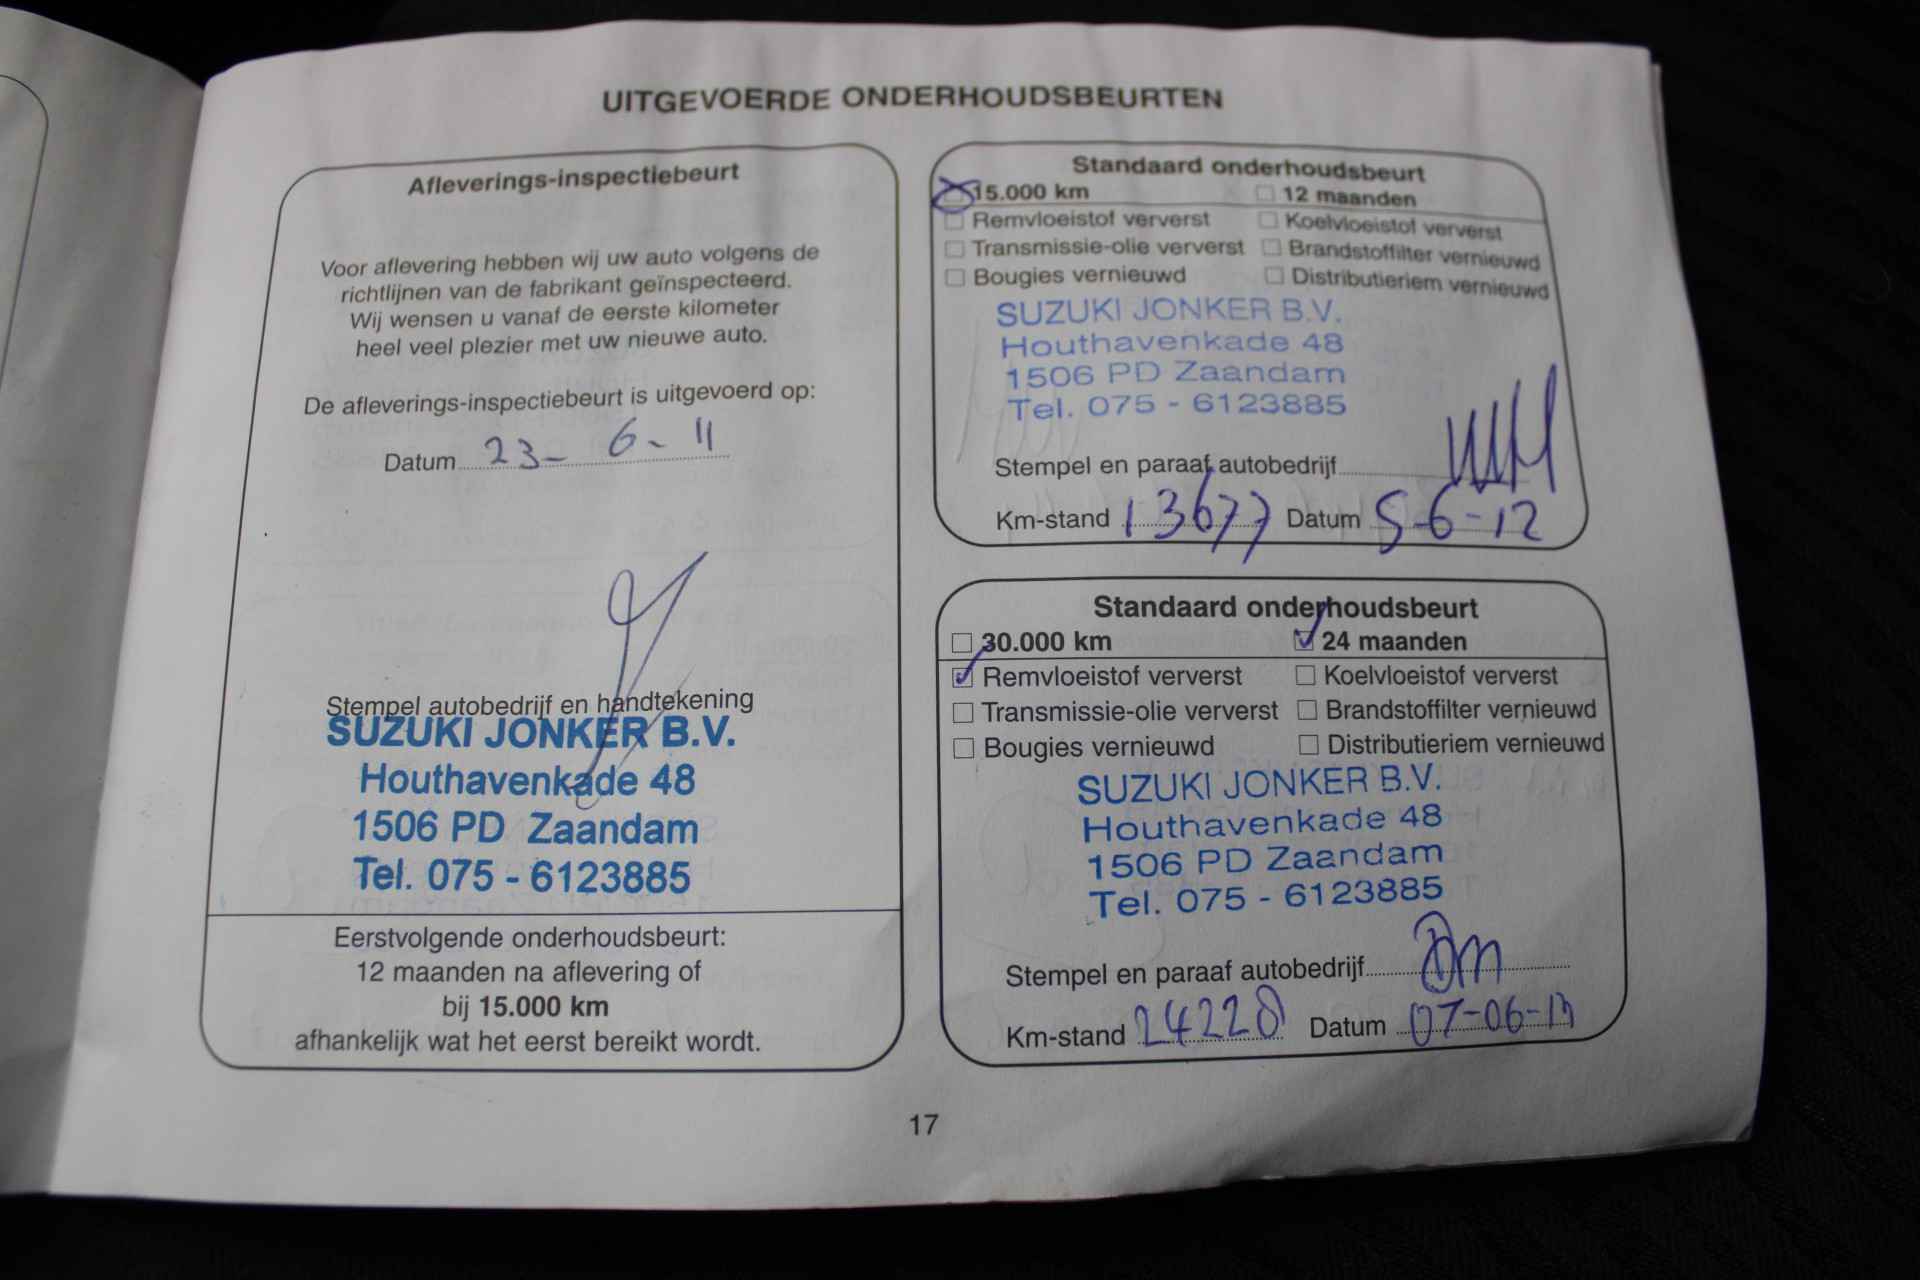 UITGEVOERDE ONDERHOUDSBEURTEN
Afleverings-inspectiebeurt
Voor aflevering hebben wij uw auto volgens de
richtlijnen van de fabrikant geïnspecteerd.
Wij wensen u vanaf de eerste kilometer
heel veel plezier met uw nieuwe auto.
De afleverings-inspectiebeurt is uitgevoerd op:
Datum 23-6-11
Stempel autobedrijf en handtekening
SUZUKI JONKER B.V.
Houthavenkade 48
1506 PD Zaandam
Tel. 075 - 6123885
Eerstvolgende onderhoudsbeurt:
12 maanden na aflevering of
bij 15.000 km
afhankelijk wat het eerst bereikt wordt.
Standaard onderhoudsbeurt
15.000 km 12 maanden
Remvloeistof ververst Koelvloeistof ververst
Transmissie-olie ververst Brandstoffilter vernieuwd
Bougies vernieuwd Distributieriem vernieuwd
SUZUKI JONKER B.V.
Houthavenkade 48
1506 PD Zaandam
Tel. 075 - 6123885
Stempel en paraaf autobedrijf
Km-stand 13677 Datum 5-6-12
Standaard onderhoudsbeurt
30.000 km 24 maanden
Remvloeistof ververst Koelvloeistof ververst
Transmissie-olie ververst Brandstoffilter vernieuwd
Bougies vernieuwd Distributieriem vernieuwd
SUZUKI JONKER B.V.
Houthavenkade 48
1506 PD Zaandam
Tel. 075 - 6123885
Stempel en paraaf autobedrijf
Km-stand 24228 Datum 07-06-13
17